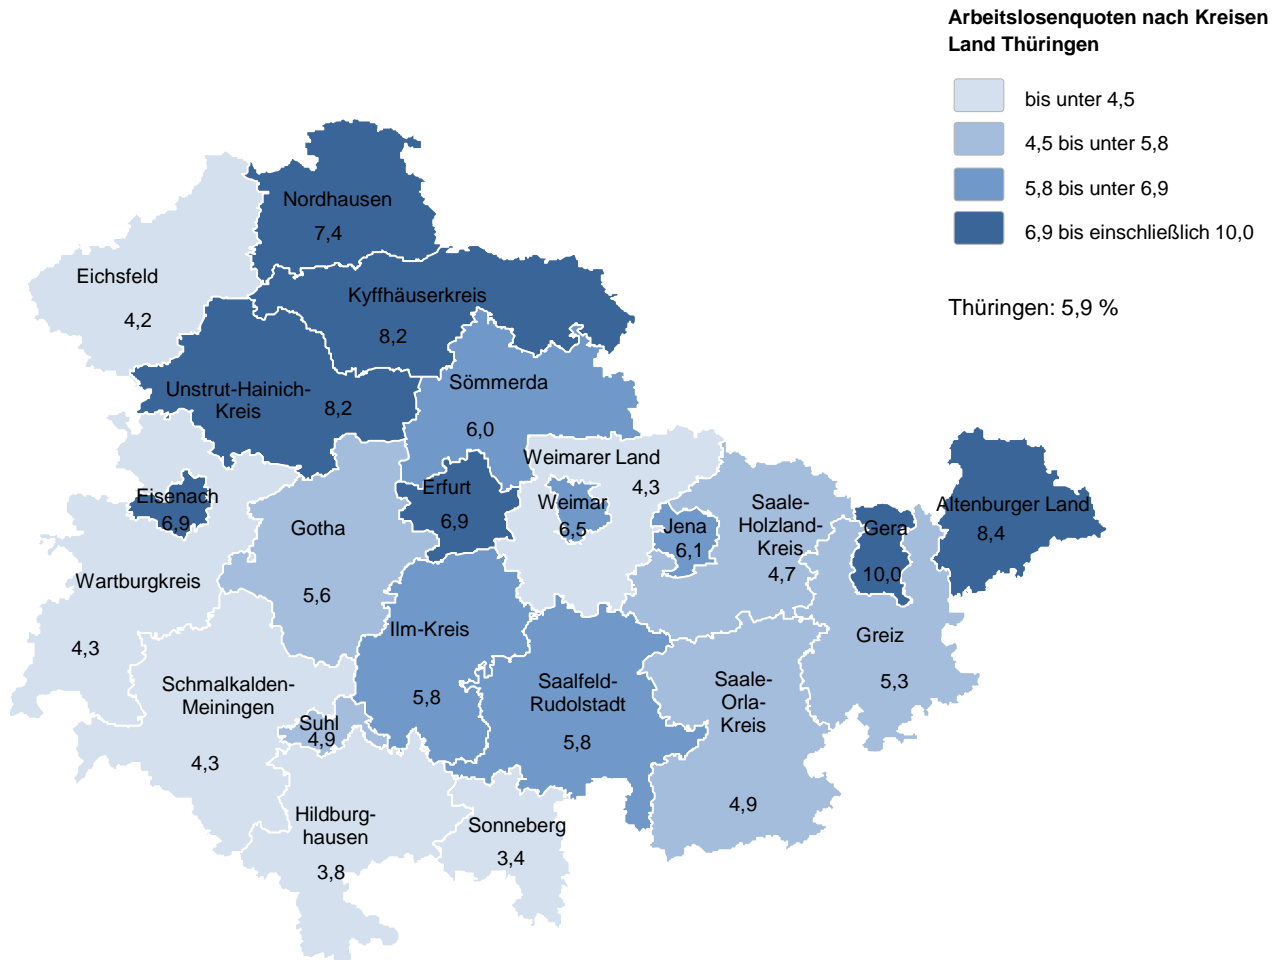 Arbeitslosenquoten nach Kreisen
Land Thüringen
bis unter 4,5
4,5 bis unter 5,8
5,8 bis unter 6,9
6,9 bis einschließlich 10,0
Thüringen: 5,9 %
Nordhausen
7,4
Eichsfeld
4,2
Kyffhäuserkreis
8,2
Unstrut-Hainich-
Kreis
8,2
Sömmerda
6,0
Weimarer Land
4,3
Eisenach
6,9
Erfurt
6,9
Weimar
6,5
Gotha
5,6
Jena
6,1
Saale-
Holzland-
Kreis
4,7
Gera
10,0
Altenburger Land
8,4
Wartburgkreis
4,3
Ilm-Kreis
5,8
Greiz
5,3
Schmalkalden-
Meiningen
4,3
Suhl
4,9
Saalfeld-
Rudolstadt
5,8
Saale-
Orla-
Kreis
4,9
Hildburg-
hausen
3,8
Sonneberg
3,4